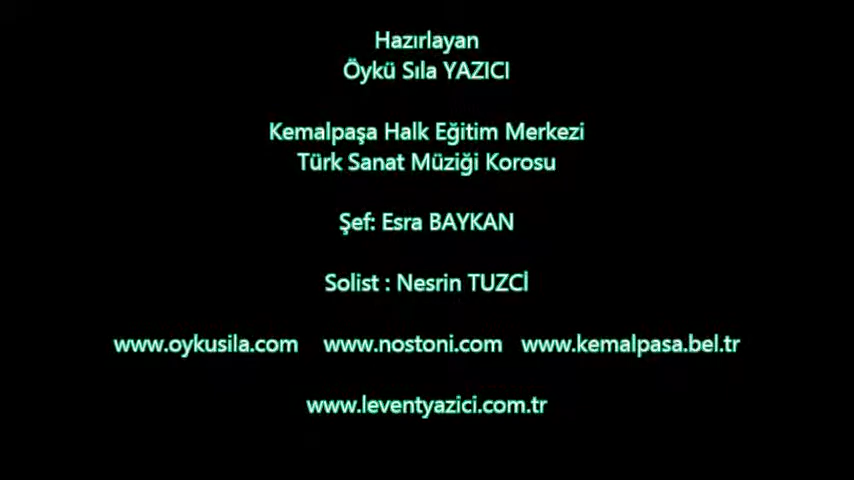 Hazırlayan
Öykü Sıla YAZICI
Kemalpaşa Halk Eğitim Merkezi
Türk Sanat Müziği Korosu
Şef: Esra BAYKAN
Solist : Nesrin TUZCİ
www.oykusila.com www.nostoni.com www.kemalpasa.bel.tr
www.leventyazici.com.tr